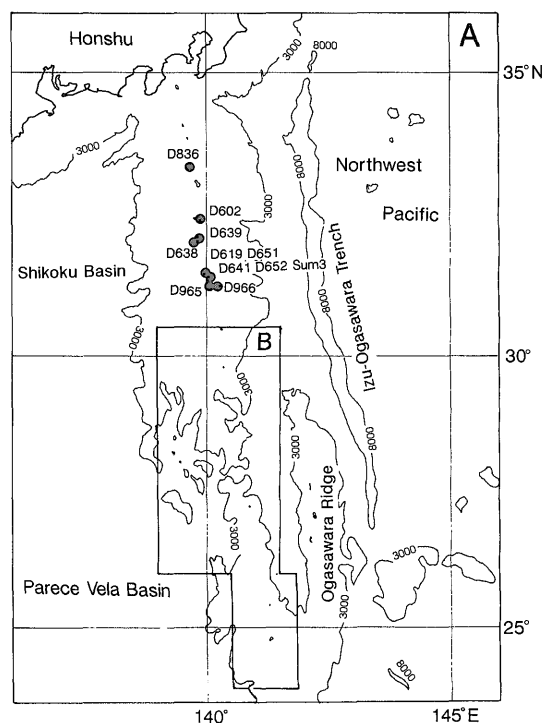 A
Honshu
3000
8000
35°N
3000
D836
3000
8000
Northwest
Pacific
D602
D639
D638 D619 D651
D641 D652 Sum3
D965 D966
Shikoku Basin
Izu-Ogasawara Trench
8000
3000
30°
B
3000
3000
8000
Ogasawara Ridge
3000
3000
3000
Parece Vela Basin
25°
8000
140°
145°E